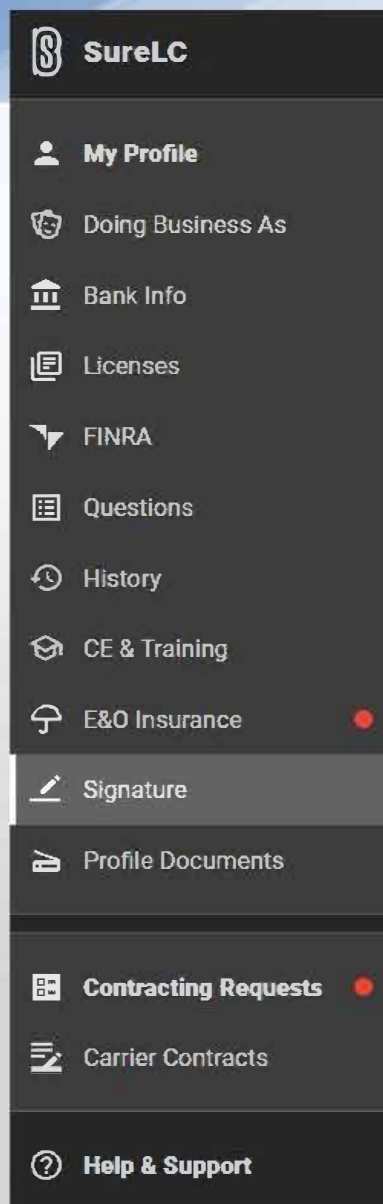 SureLC
My Profile
Doing Business As
Bank Info
Licenses
FINRA
Questions
History
CE & Training
E&O Insurance
Signature
Profile Documents
Contracting Requests
Carrier Contracts
Help & Support